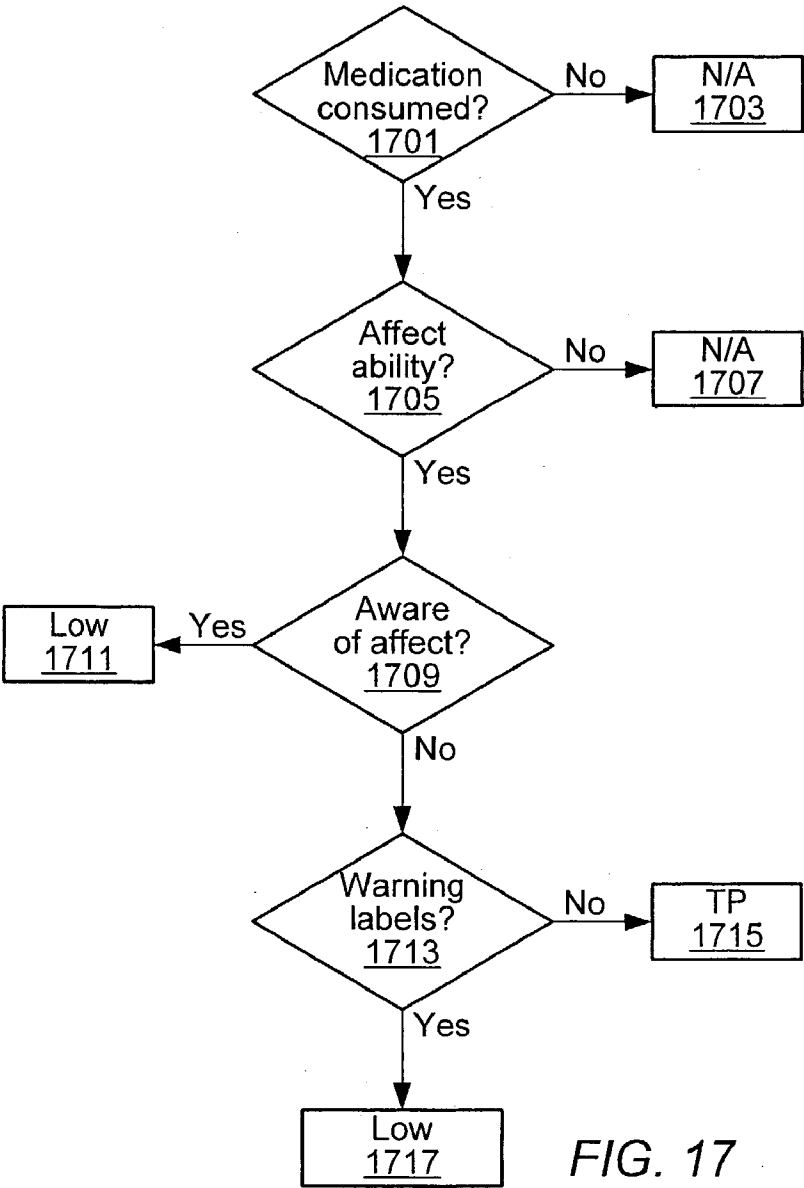 Medication
consumed?
1701
No
N/A
1703
Yes
Affect
ability?
1705
No
N/A
1707
Yes
Aware
of affect?
1709
Yes
Low
1711
No
Warning
labels?
1713
No
TP
1715
Yes
Low
1717
FIG. 17